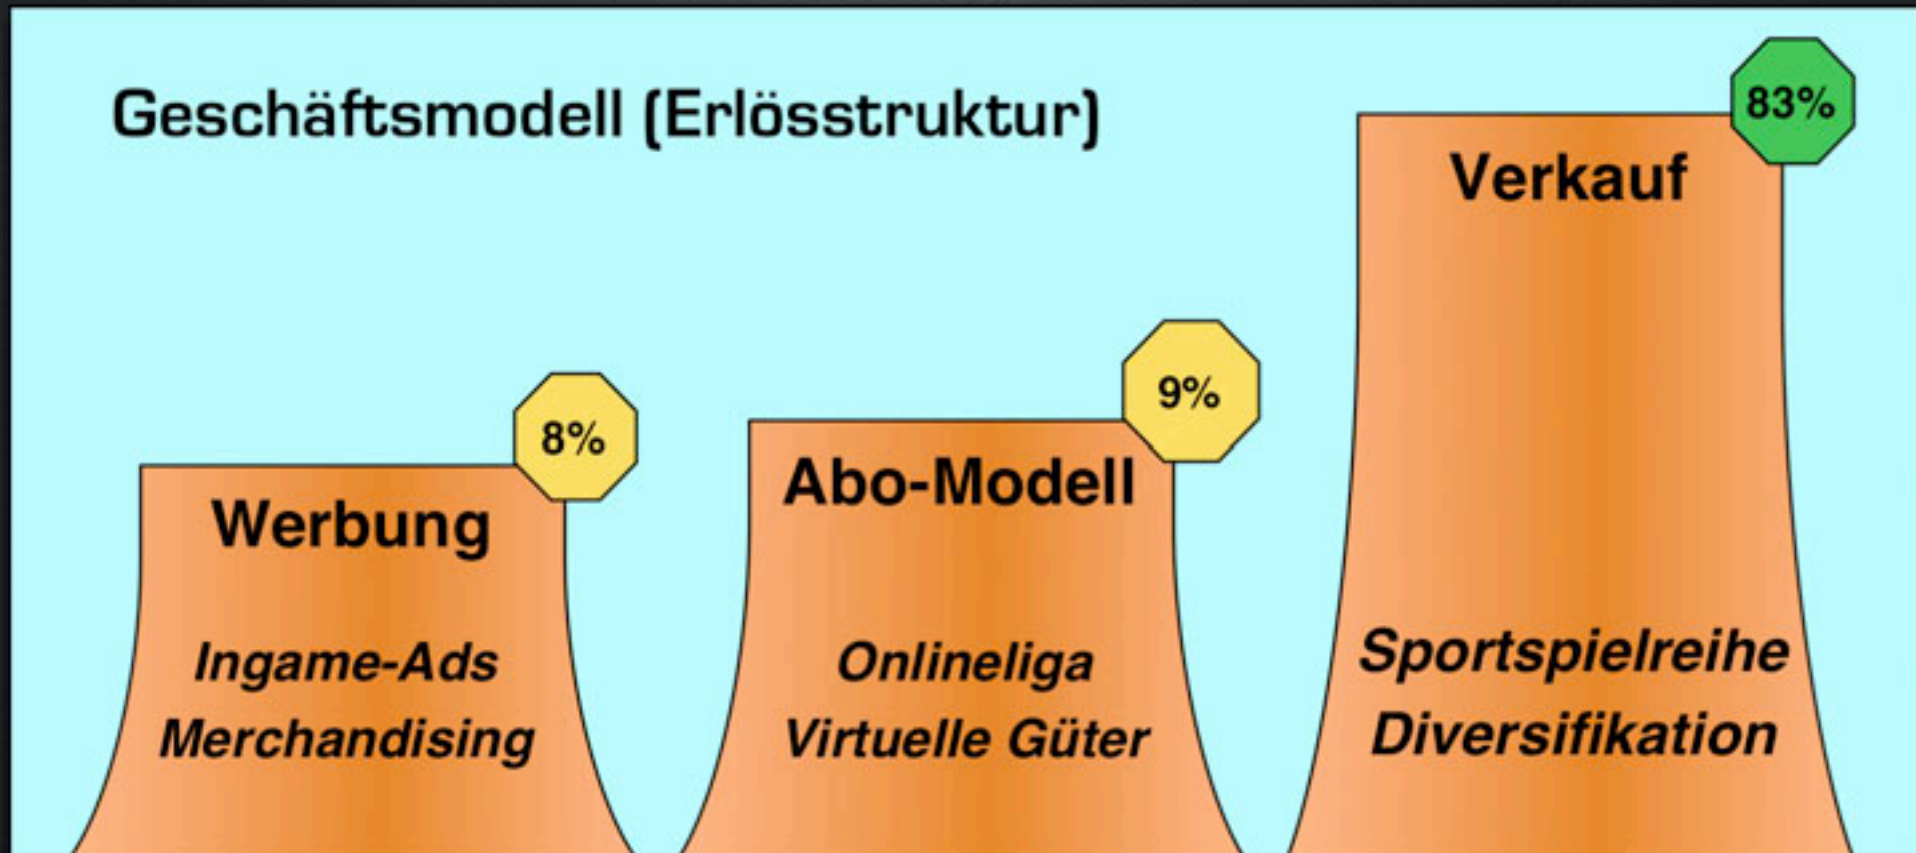 Geschäftsmodell (Erlösstruktur)
8%
Werbung
Ingame-Ads
Merchandising
9%
Abo-Modell
Onlineliga
Virtuelle Güter
83%
Verkauf
Sportspielreihe
Diversifikation